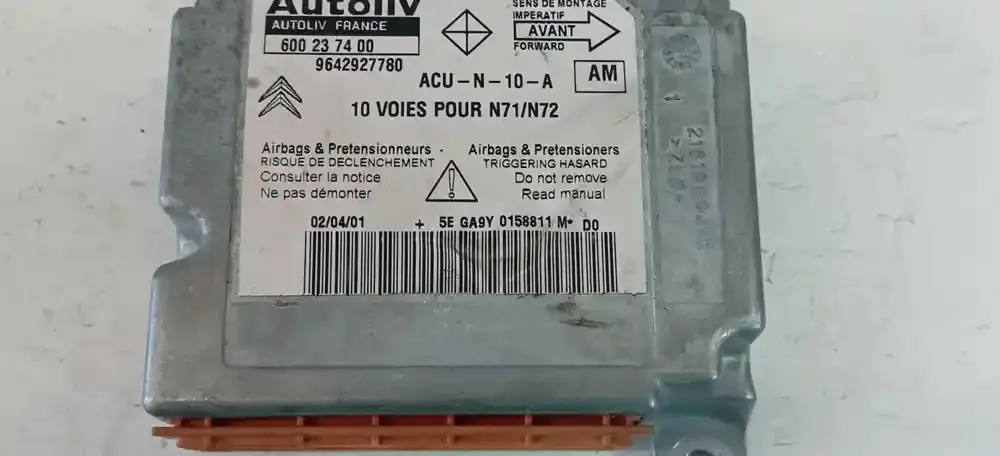 Autoliv
AUTOLIV FRANCE
600 23 74 00
9642927780
SENS DE MONTAGE
IMPERATIF
AVANT
FORWARD
ACU-N-10-A
AM
10 VOIES POUR N71/N72
Airbags & Pretensionneurs -
RISQUE DE DECLENCHEMENT
Consulter la notice
Ne pas démonter
Airbags & Pretensioners
TRIGGERING HASARD
Do not remove
Read manual
02/04/01 + 5E GA9Y 0158811 M* D0